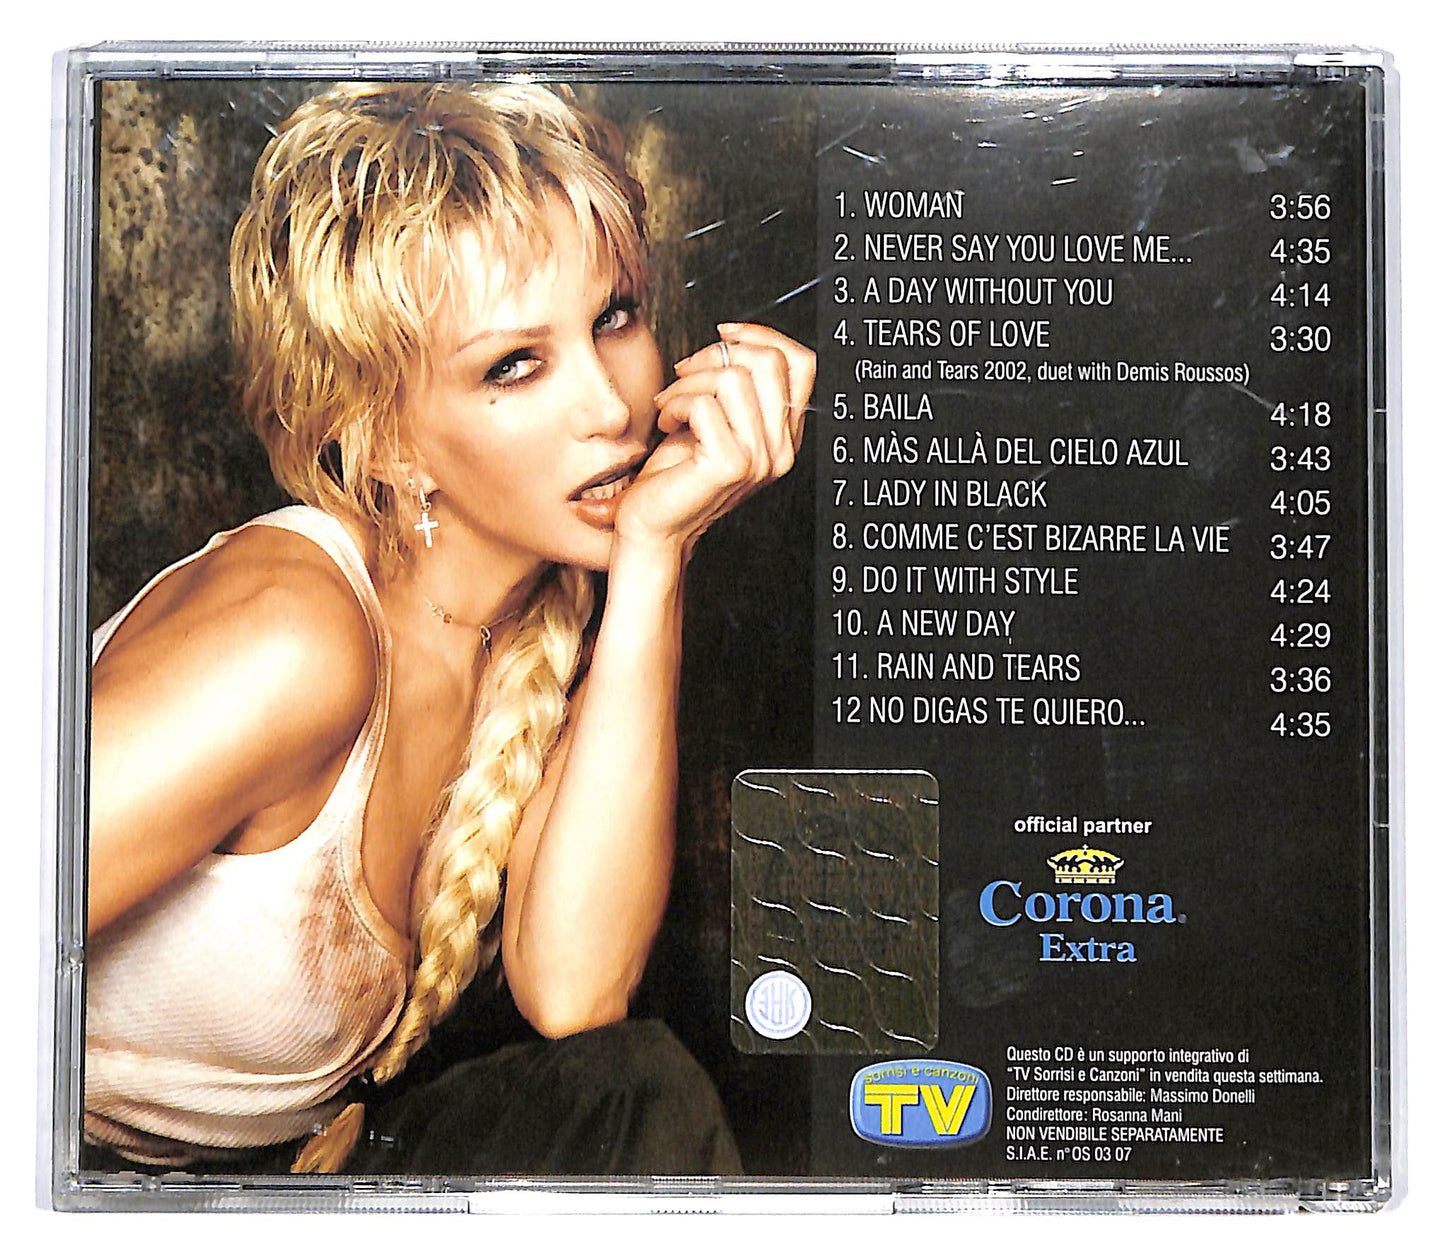 1. WOMAN 3:56
2. NEVER SAY YOU LOVE ME... 4:35
3. A DAY WITHOUT YOU 4:14
4. TEARS OF LOVE 3:30
(Rain and Tears 2002, duet with Demis Roussos)
5. BAILA 4:18
6. MÀS ALLÀ DEL CIELO AZUL 3:43
7. LADY IN BLACK 4:05
8. COMME C'EST BIZARRE LA VIE 3:47
9. DO IT WITH STYLE 4:24
10. A NEW DAY 4:29
11. RAIN AND TEARS 3:36
12 NO DIGAS TE QUIERO... 4:35
official partner
Corona
Extra
sorrisi e canzoni
TV
Questo CD è un supporto integrativo di
"TV Sorrisi e Canzoni" in vendita questa settimana.
Direttore responsabile: Massimo Donelli
Condirettore: Rosanna Mani
NON VENDIBILE SEPARATAMENTE
S.I.A.E. n° OS 03 07